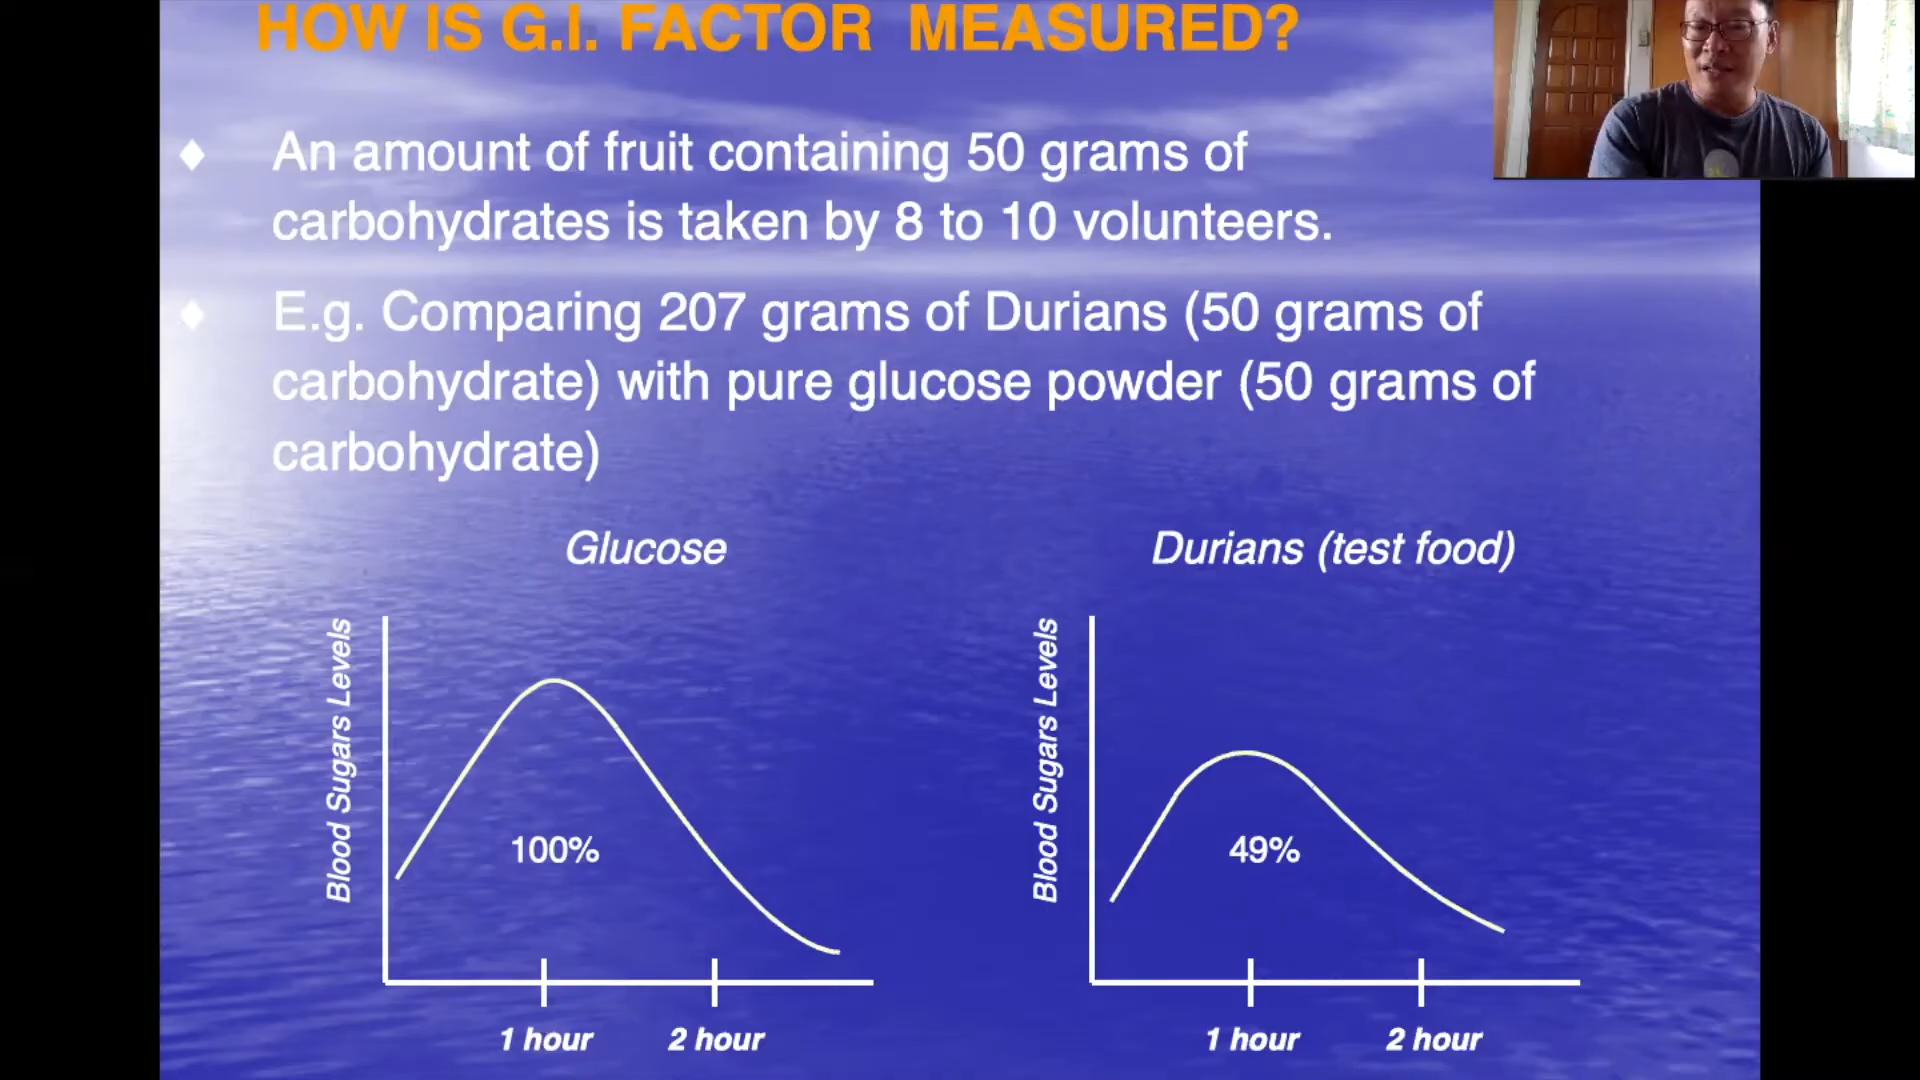 HOW IS G.I. FACTOR MEASURED?
An amount of fruit containing 50 grams of
carbohydrates is taken by 8 to 10 volunteers.
E.g. Comparing 207 grams of Durians (50 grams of
carbohydrate) with pure glucose powder (50 grams of
carbohydrate)
Glucose
Blood Sugars Levels
100%
1 hour 2 hour
Durians (test food)
Blood Sugars Levels
49%
1 hour 2 hour